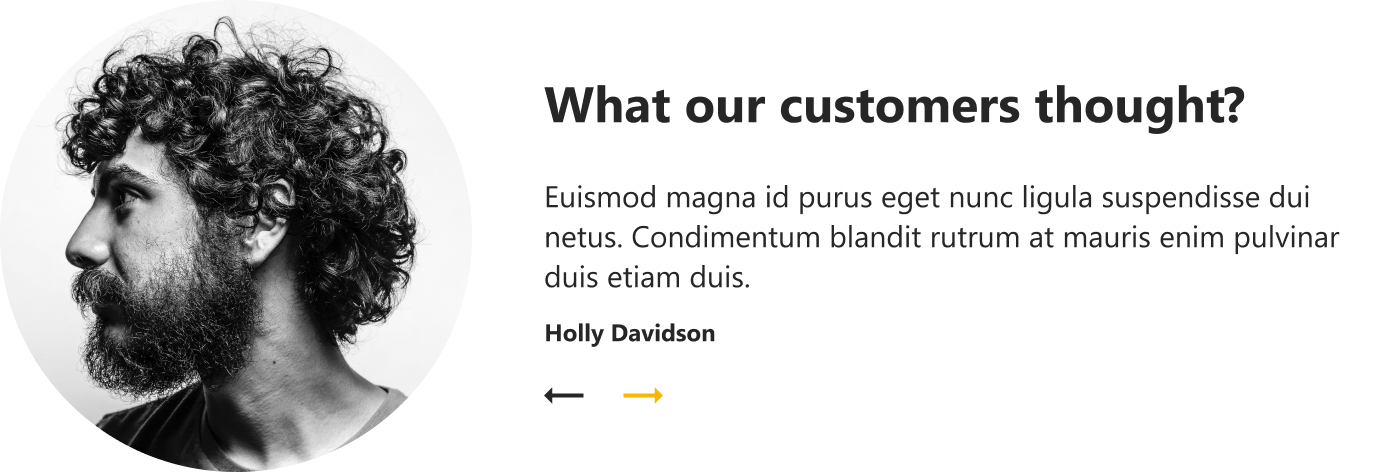 What our customers thought?
Euismod magna id purus eget nunc ligula suspendisse dui
netus. Condimentum blandit rutrum at mauris enim pulvinar
duis etiam duis.
Holly Davidson